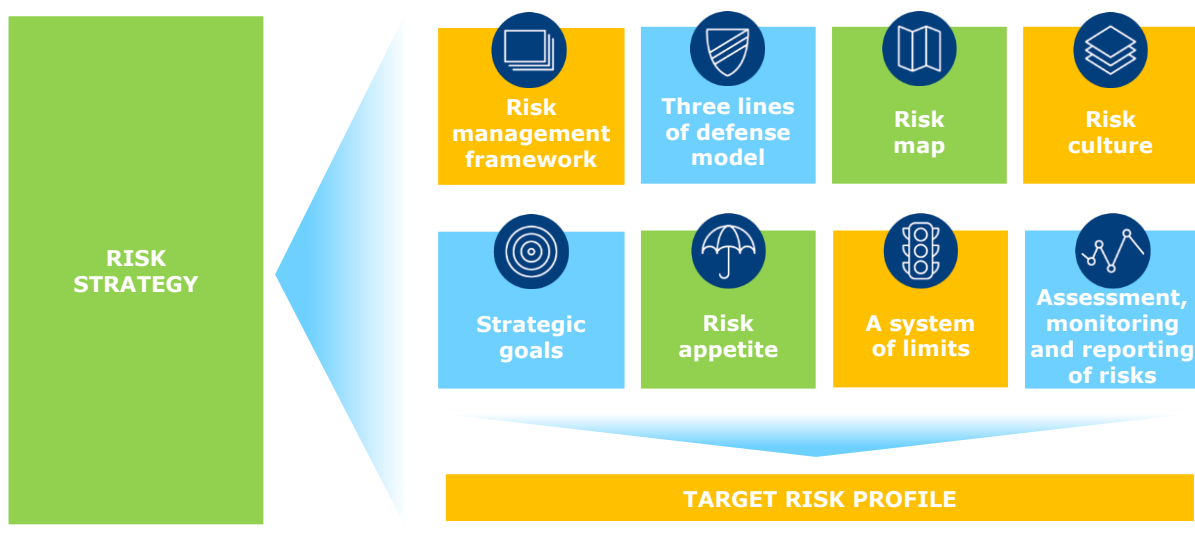 RISK
STRATEGY
Risk
management
framework
Three lines
of defense
model
Risk
map
Risk
culture
Strategic
goals
Risk
appetite
A system
of limits
Assessment,
monitoring
and reporting
of risks
TARGET RISK PROFILE